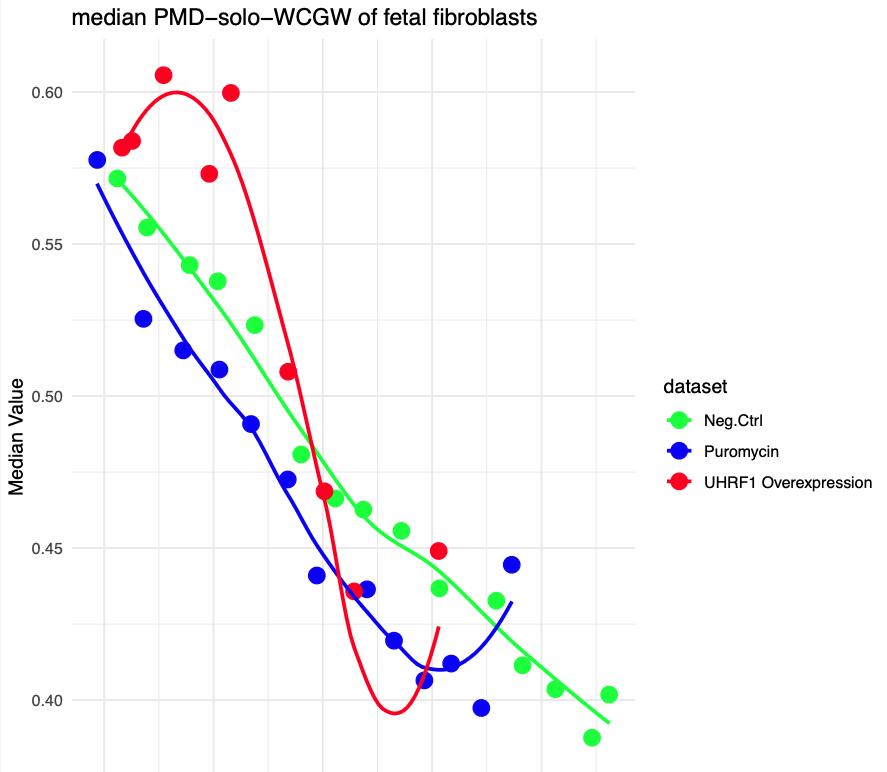 median PMD−solo−WCGW of fetal fibroblasts
0.60
0.55
0.50
0.45
0.40
Median Value
dataset
Neg.Ctrl
Puromycin
UHRF1 Overexpression